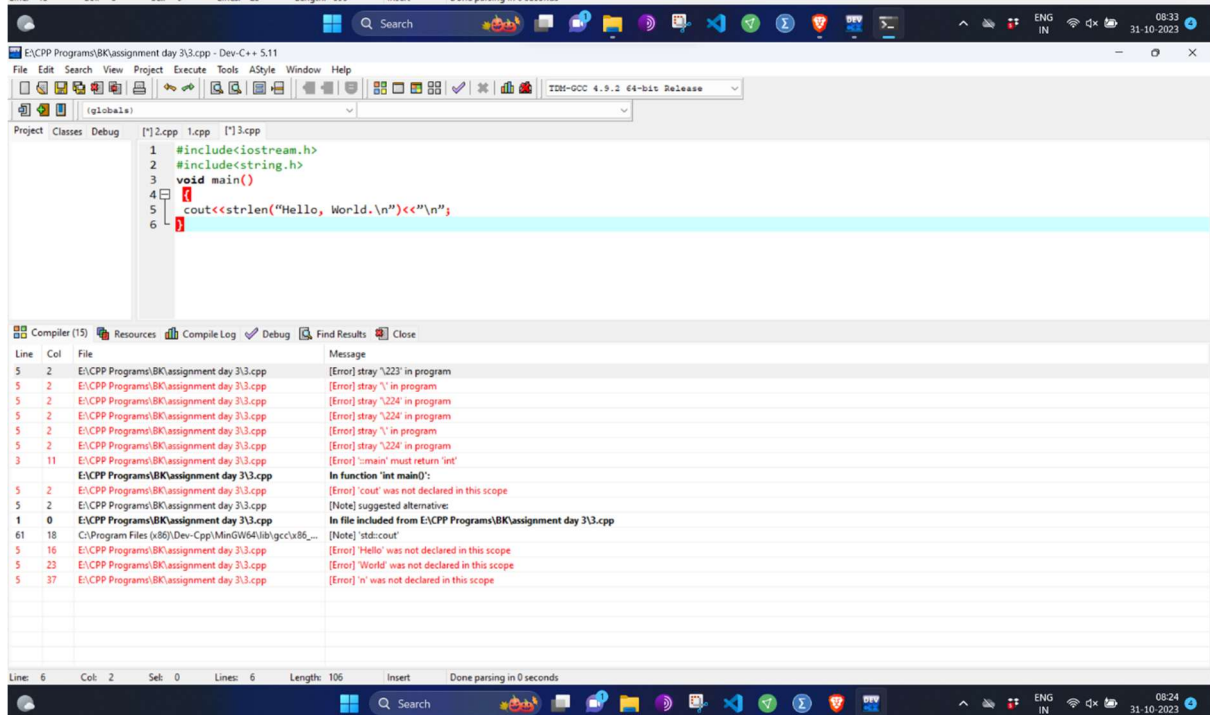 Search
ENG
IN
08:33
31-10-2023
E:\CPP Programs\BK\assignment day 3\3.cpp - Dev-C++ 5.11
File Edit Search View Project Execute Tools AStyle Window Help
TDM-GCC 4.9.2 64-bit Release
(globals)
Project Classes Debug [*] 2.cpp 1.cpp [*] 3.cpp
1 #include<iostream.h>
2 #include<string.h>
3 void main()
4 {
5 cout<<strlen(“Hello, World.\n”)<<”\n”;
6 }
Compiler (15) Resources Compile Log Debug Find Results Close
Line Col File Message
5 2 E:\CPP Programs\BK\assignment day 3\3.cpp [Error] stray '\223' in program
5 2 E:\CPP Programs\BK\assignment day 3\3.cpp [Error] stray '\' in program
5 2 E:\CPP Programs\BK\assignment day 3\3.cpp [Error] stray '\224' in program
5 2 E:\CPP Programs\BK\assignment day 3\3.cpp [Error] stray '\224' in program
5 2 E:\CPP Programs\BK\assignment day 3\3.cpp [Error] stray '\' in program
5 2 E:\CPP Programs\BK\assignment day 3\3.cpp [Error] stray '\224' in program
3 11 E:\CPP Programs\BK\assignment day 3\3.cpp [Error] '::main' must return 'int'
E:\CPP Programs\BK\assignment day 3\3.cpp In function 'int main()':
5 2 E:\CPP Programs\BK\assignment day 3\3.cpp [Error] 'cout' was not declared in this scope
5 2 E:\CPP Programs\BK\assignment day 3\3.cpp [Note] suggested alternative:
1 0 E:\CPP Programs\BK\assignment day 3\3.cpp In file included from E:\CPP Programs\BK\assignment day 3\3.cpp
61 18 C:\Program Files (x86)\Dev-Cpp\MinGW64\lib\gcc\x86_... [Note] 'std::cout'
5 16 E:\CPP Programs\BK\assignment day 3\3.cpp [Error] 'Hello' was not declared in this scope
5 23 E:\CPP Programs\BK\assignment day 3\3.cpp [Error] 'World' was not declared in this scope
5 37 E:\CPP Programs\BK\assignment day 3\3.cpp [Error] 'n' was not declared in this scope
Line: 6 Col: 2 Sel: 0 Lines: 6 Length: 106 Insert Done parsing in 0 seconds
Search
ENG
IN
08:24
31-10-2023